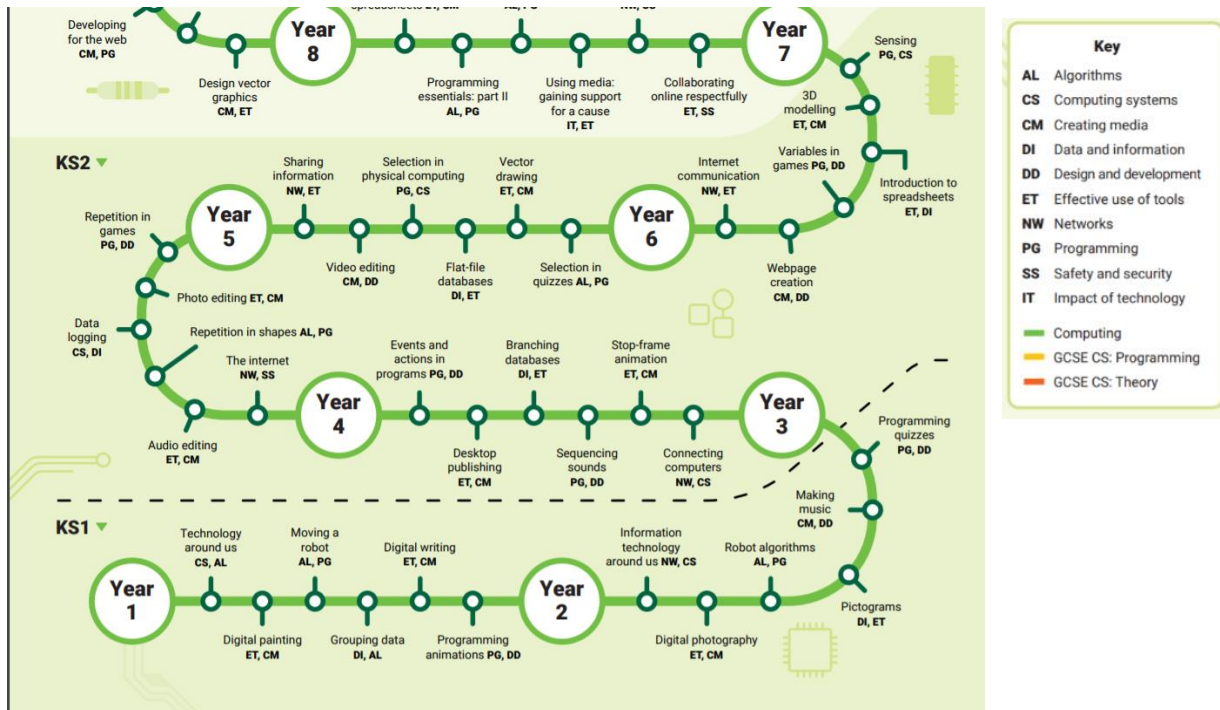 spreadsheets ET, CM
AL, PG
NW, CS
Developing
for the web
CM, PG
Design vector
graphics
CM, ET
Year
8
Programming
essentials: part II
AL, PG
Using media:
gaining support
for a cause
IT, ET
Collaborating
online respectfully
ET, SS
Year
7
Sensing
PG, CS
3D
modelling
ET, CM
Introduction to
spreadsheets
ET, DI
Variables in
games PG, DD
KS2
Repetition in
games
PG, DD
Year
5
Sharing
information
NW, ET
Video editing
CM, DD
Selection in
physical computing
PG, CS
Flat-file
databases
DI, ET
Vector
drawing
ET, CM
Selection in
quizzes AL, PG
Year
6
Internet
communication
NW, ET
Webpage
creation
CM, DD
Photo editing ET, CM
Data
logging
CS, DI
Repetition in shapes AL, PG
Audio editing
ET, CM
The internet
NW, SS
Year
4
Events and
actions in
programs PG, DD
Desktop
publishing
ET, CM
Branching
databases
DI, ET
Sequencing
sounds
PG, DD
Stop-frame
animation
ET, CM
Connecting
computers
NW, CS
Year
3
Programming
quizzes
PG, DD
Making
music
CM, DD
Pictograms
DI, ET
KS1
Year
1
Technology
around us
CS, AL
Digital painting
ET, CM
Moving a
robot
AL, PG
Grouping data
DI, AL
Digital writing
ET, CM
Programming
animations PG, DD
Year
2
Information
technology
around us NW, CS
Digital photography
ET, CM
Robot algorithms
AL, PG
Key
AL Algorithms
CS Computing systems
CM Creating media
DI Data and information
DD Design and development
ET Effective use of tools
NW Networks
PG Programming
SS Safety and security
IT Impact of technology
Computing
GCSE CS: Programming
GCSE CS: Theory